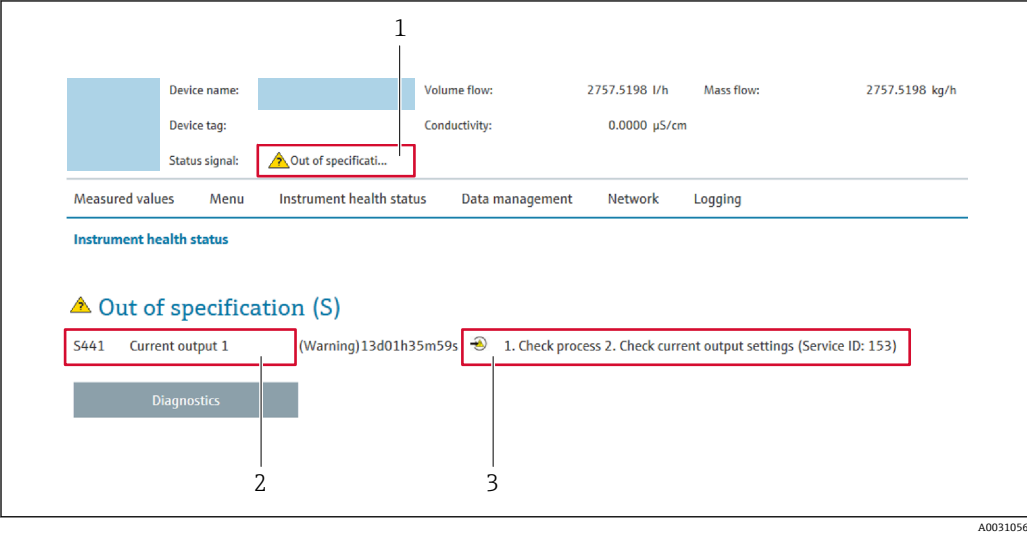 1
Device name: Volume flow: 2757.5198 l/h Mass flow: 2757.5198 kg/h
Device tag: Conductivity: 0.0000 µS/cm
Status signal: Out of specificati...
Measured values Menu Instrument health status Data management Network Logging
Instrument health status
Out of specification (S)
S441 Current output 1 (Warning)13d01h35m59s 1. Check process 2. Check current output settings (Service ID: 153)
Diagnostics
2 3
A0031056